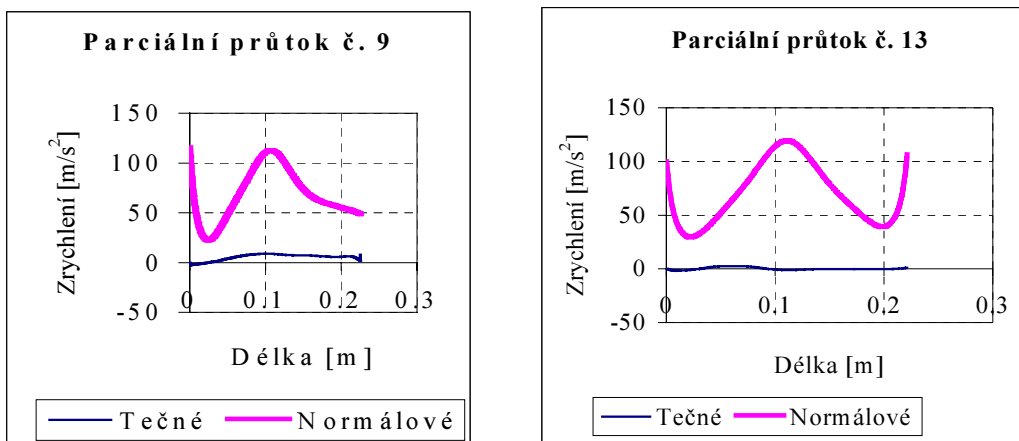 Parciální průtok č. 9
Zrychlení [m/s²]
150
100
50
0
-50
0
0.1
0.2
0.3
Délka [m]
Tečné
Normálové
Parciální průtok č. 13
Zrychlení [m/s²]
150
100
50
0
-50
0
0.1
0.2
0.3
Délka [m]
Tečné
Normálové